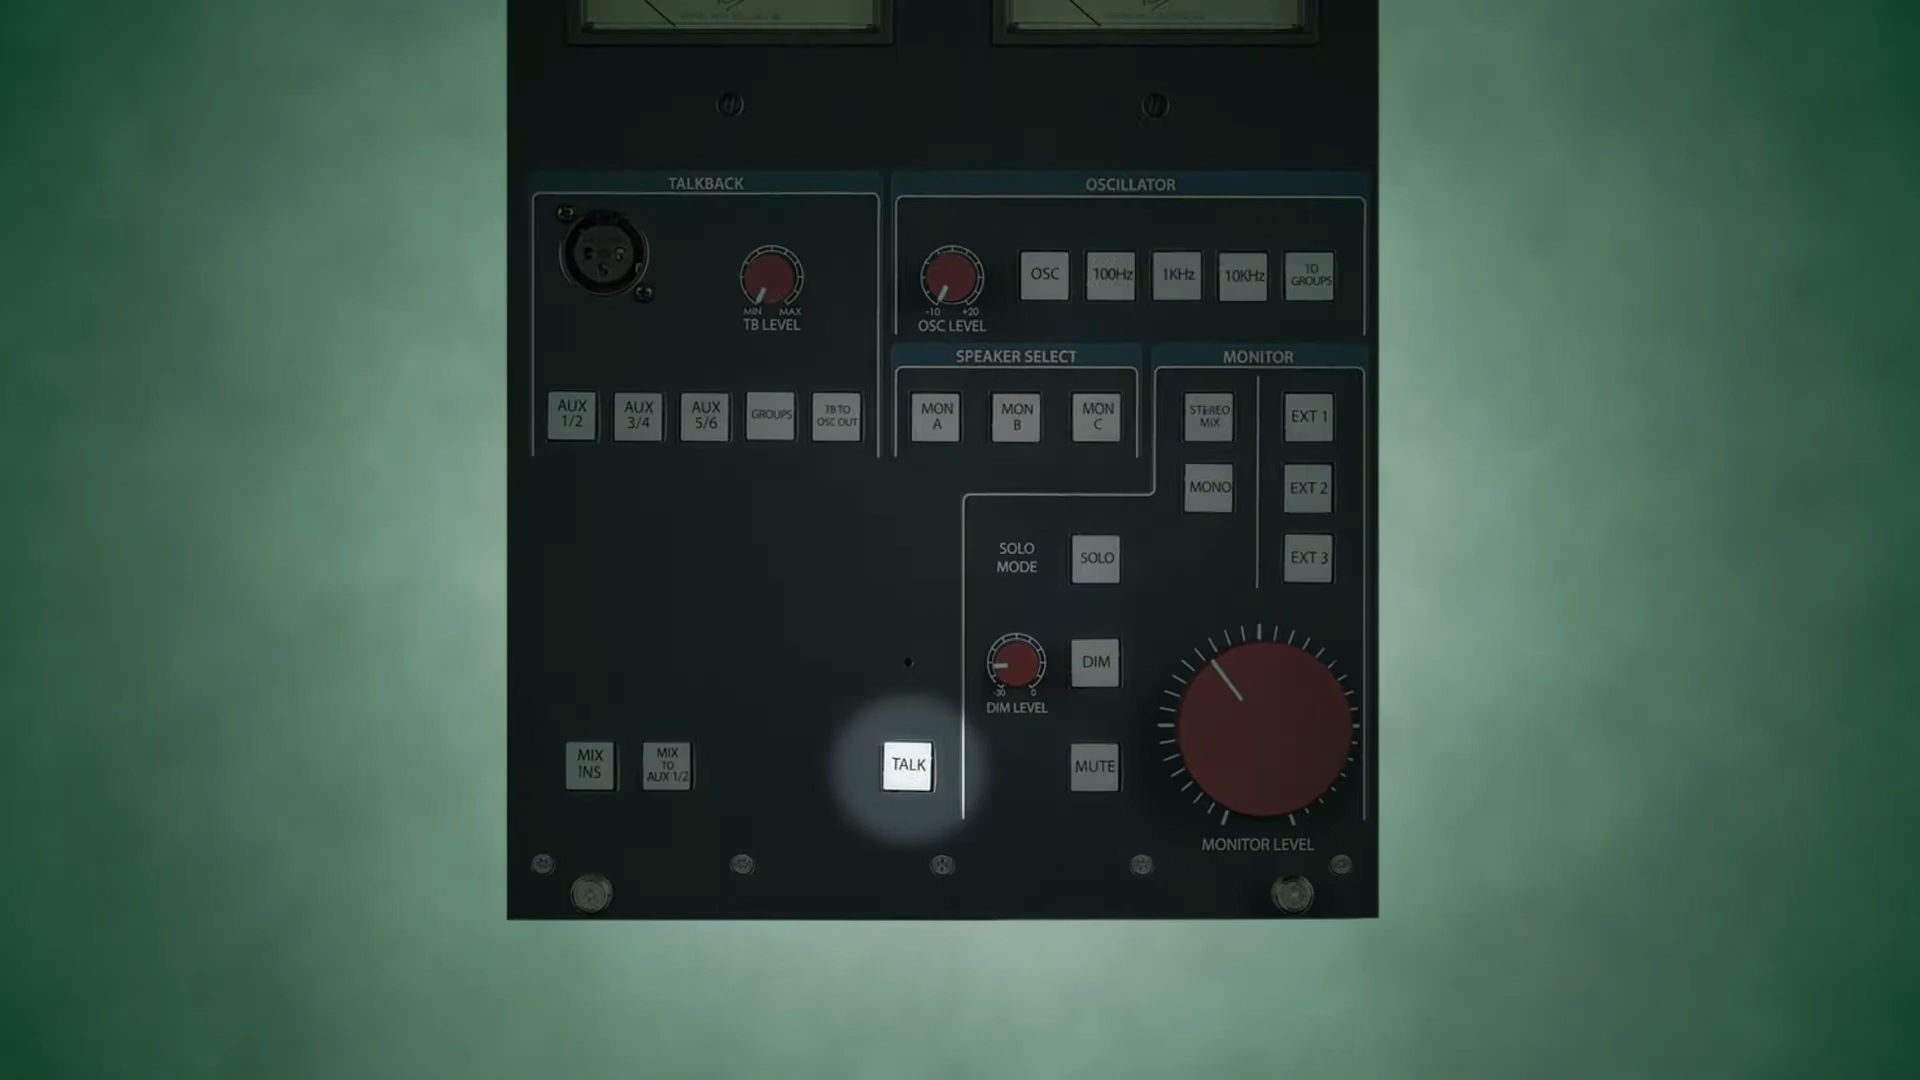 TALKBACK
OSCILLATOR
MIN MAX
TB LEVEL
-10 +20
OSC LEVEL
OSC
100Hz
1KHz
10KHz
TO
GROUPS
SPEAKER SELECT
MONITOR
AUX
1/2
AUX
3/4
AUX
5/6
GROUPS
TB TO
OSC OUT
MON
A
MON
B
MON
C
STEREO
MIX
EXT 1
MONO
EXT 2
SOLO
MODE
SOLO
EXT 3
-30 0
DIM LEVEL
DIM
MIX
INS
MIX
TO
AUX 1/2
TALK
MUTE
MONITOR LEVEL